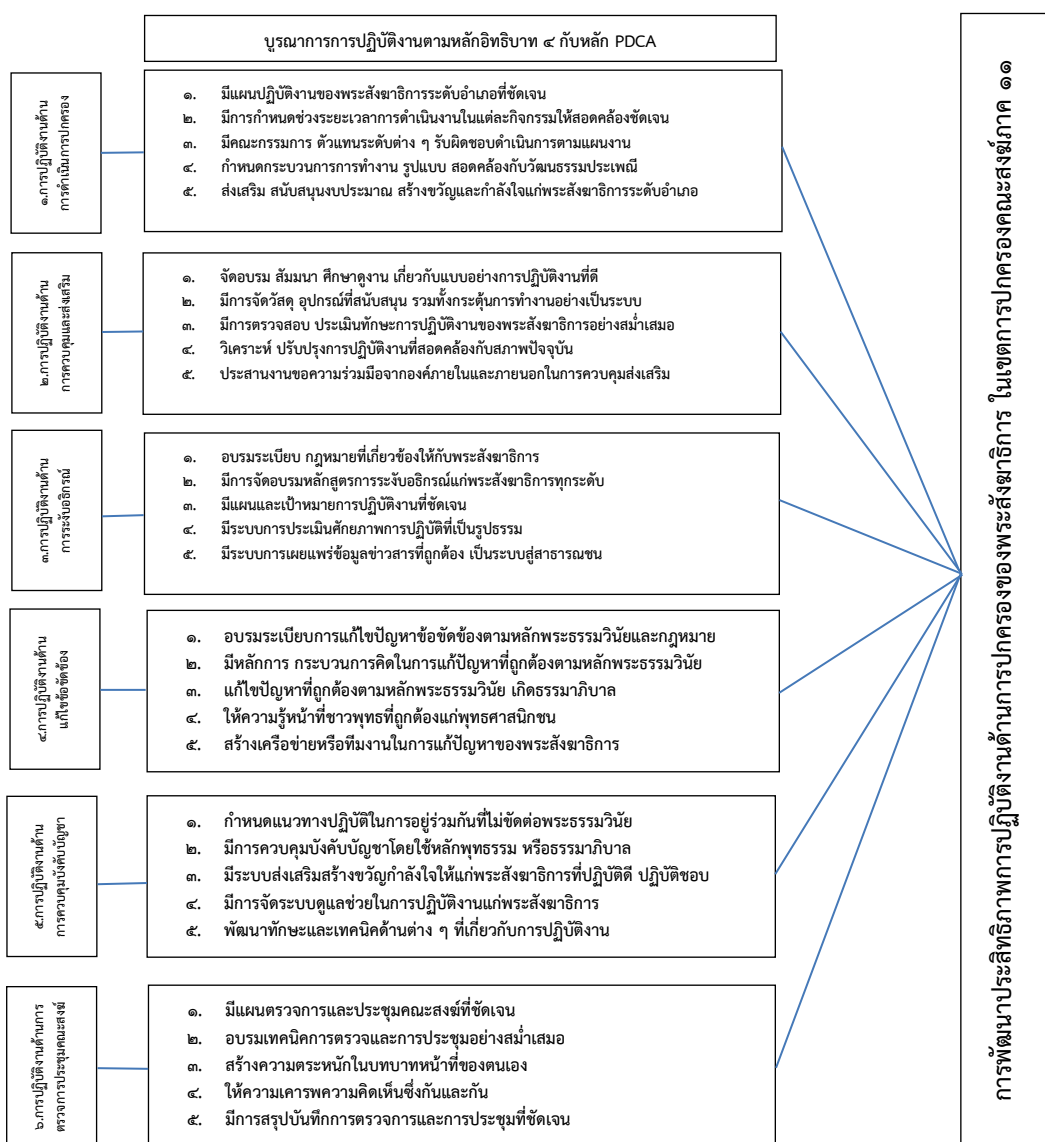 บูรณาการการปฏิบัติงานตามหลักอิทธิบาท ๔ กับหลัก PDCA
๑.การปฏิบัติงานด้าน
การดำเนินการปกครอง
๑. มีแผนปฏิบัติงานของพระสังฆาธิการระดับอำเภอที่ชัดเจน
๒. มีการกำหนดช่วงระยะเวลาการดำเนินงานในแต่ละกิจกรรมให้สอดคล้องชัดเจน
๓. มีคณะกรรมการ ตัวแทนระดับต่าง ๆ รับผิดชอบดำเนินการตามแผนงาน
๔. กำหนดกระบวนการการทำงาน รูปแบบ สอดคล้องกับวัฒนธรรมประเพณี
๕. ส่งเสริม สนับสนุนงบประมาณ สร้างขวัญและกำลังใจแก่พระสังฆาธิการระดับอำเภอ
๒.การปฏิบัติงานด้าน
การควบคุมและส่งเสริม
๑. จัดอบรม สัมมนา ศึกษาดูงาน เกี่ยวกับแบบอย่างการปฏิบัติงานที่ดี
๒. มีการจัดวัสดุ อุปกรณ์ที่สนับสนุน รวมทั้งกระตุ้นการทำงานอย่างเป็นระบบ
๓. มีการตรวจสอบ ประเมินทักษะการปฏิบัติงานของพระสังฆาธิการอย่างสม่ำเสมอ
๔. วิเคราะห์ ปรับปรุงการปฏิบัติงานที่สอดคล้องกับสภาพปัจจุบัน
๕. ประสานงานขอความร่วมมือจากองค์ภายในและภายนอกในการควบคุมส่งเสริม
๓.การปฏิบัติงานด้าน
การระงับอธิกรณ์
๑. อบรมระเบียบ กฎหมายที่เกี่ยวข้องให้กับพระสังฆาธิการ
๒. มีการจัดอบรมหลักสูตรการระงับอธิกรณ์แก่พระสังฆาธิการทุกระดับ
๓. มีแผนและเป้าหมายการปฏิบัติงานที่ชัดเจน
๔. มีระบบการประเมินศักยภาพการปฏิบัติที่เป็นรูปธรรม
๕. มีระบบการเผยแพร่ข้อมูลข่าวสารที่ถูกต้อง เป็นระบบสู่สาธารณชน
๔.การปฏิบัติงานด้าน
แก้ไขข้อขัดข้อง
๑. อบรมระเบียบการแก้ไขปัญหาข้อขัดข้องตามหลักพระธรรมวินัยและกฎหมาย
๒. มีหลักการ กระบวนการคิดในการแก้ปัญหาที่ถูกต้องตามหลักพระธรรมวินัย
๓. แก้ไขปัญหาที่ถูกต้องตามหลักพระธรรมวินัย เกิดธรรมาภิบาล
๔. ให้ความรู้หน้าที่ชาวพุทธที่ถูกต้องแก่พุทธศาสนิกชน
๕. สร้างเครือข่ายหรือทีมงานในการแก้ปัญหาของพระสังฆาธิการ
๕.การปฏิบัติงานด้าน
การควบคุมบังคับบัญชา
๑. กำหนดแนวทางปฏิบัติในการอยู่ร่วมกันที่ไม่ขัดต่อพระธรรมวินัย
๒. มีการควบคุมบังคับบัญชาโดยใช้หลักพุทธธรรม หรือธรรมาภิบาล
๓. มีระบบส่งเสริมสร้างขวัญกำลังใจให้แก่พระสังฆาธิการที่ปฏิบัติดี ปฏิบัติชอบ
๔. มีการจัดระบบดูแลช่วยในการปฏิบัติงานแก่พระสังฆาธิการ
๕. พัฒนาทักษะและเทคนิคด้านต่าง ๆ ที่เกี่ยวกับการปฏิบัติงาน
๖.การปฏิบัติงานด้านการ
ตรวจการประชุมคณะสงฆ์
๑. มีแผนตรวจการและประชุมคณะสงฆ์ที่ชัดเจน
๒. อบรมเทคนิคการตรวจและการประชุมอย่างสม่ำเสมอ
๓. สร้างความตระหนักในบทบาทหน้าที่ของตนเอง
๔. ให้ความเคารพความคิดเห็นซึ่งกันและกัน
๕. มีการสรุปบันทึกการตรวจการและการประชุมที่ชัดเจน
การพัฒนาประสิทธิภาพการปฏิบัติงานด้านการปกครองของพระสังฆาธิการ ในเขตการปกครองคณะสงฆ์ภาค ๑๑